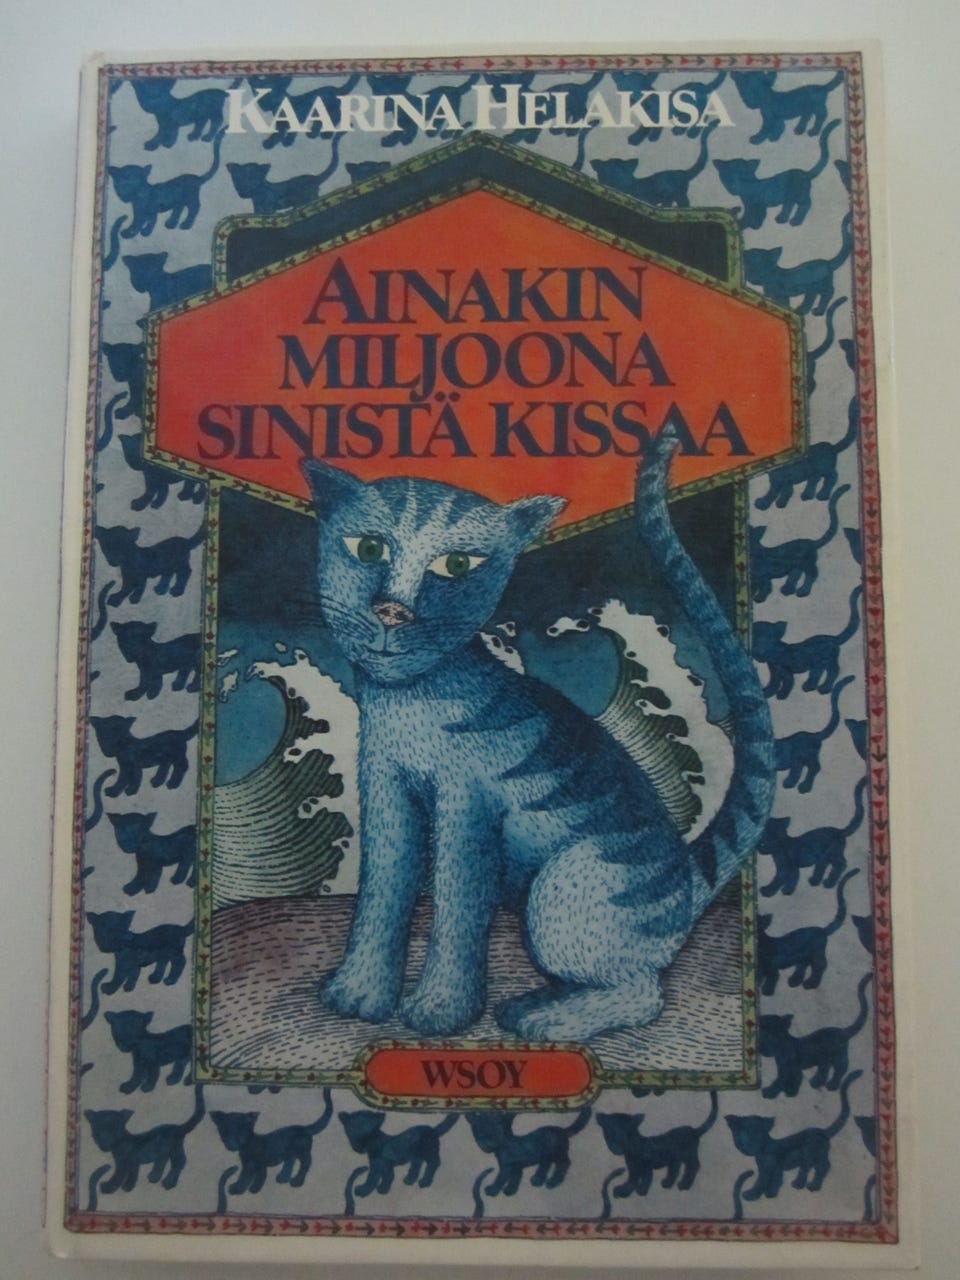 KAARINA HELAKISA
AINAKIN
MILJOONA
SINISTÄ KISSAA
WSOY